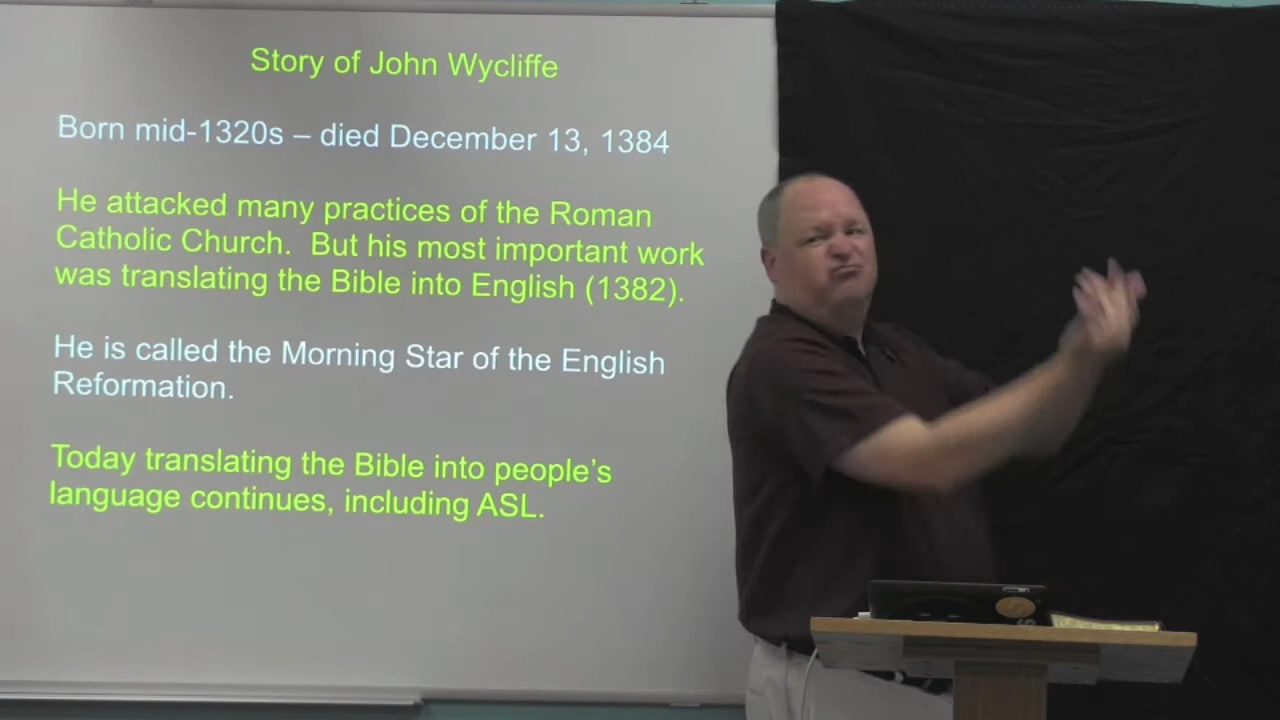 Story of John Wycliffe
Born mid-1320s – died December 13, 1384
He attacked many practices of the Roman
Catholic Church.  But his most important work
was translating the Bible into English (1382).
He is called the Morning Star of the English
Reformation.
Today translating the Bible into people’s
language continues, including ASL.